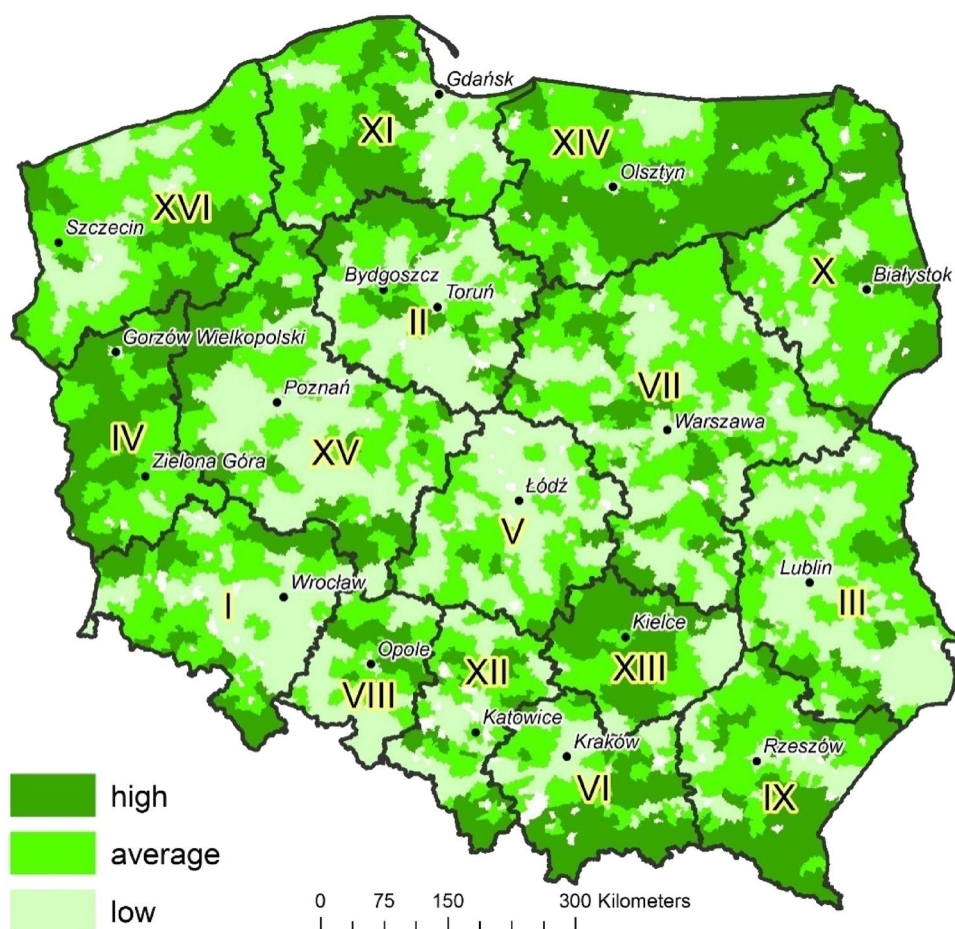 Gdańsk
XI
XIV
Olsztyn
XVI
Szczecin
X
Białystok
Bydgoszcz
Toruń
II
Gorzów Wielkopolski
VII
Poznań
Warszawa
IV
XV
Zielona Góra
Łódź
V
Wrocław
I
Lublin
III
Kielce
Opole
XII
XIII
VIII
Katowice
Kraków
Rzeszów
VI
IX
high
average
low
0 75 150 300 Kilometers